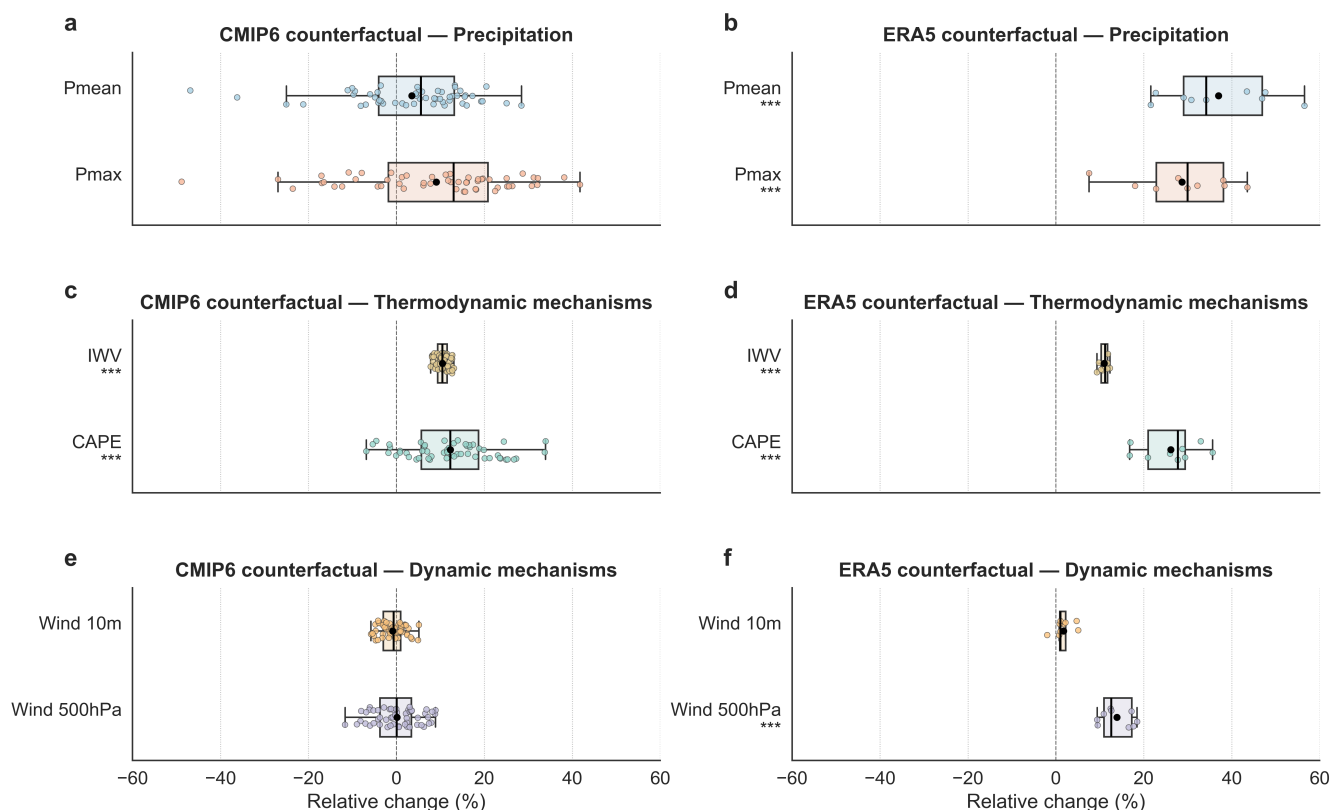 a
CMIP6 counterfactual — Precipitation
Pmean
Pmax
b
ERA5 counterfactual — Precipitation
Pmean
***
Pmax
***
c
CMIP6 counterfactual — Thermodynamic mechanisms
IWV
***
CAPE
***
d
ERA5 counterfactual — Thermodynamic mechanisms
IWV
***
CAPE
***
e
CMIP6 counterfactual — Dynamic mechanisms
Wind 10m
Wind 500hPa
−60 −40 −20 0 20 40 60
Relative change (%)
f
ERA5 counterfactual — Dynamic mechanisms
Wind 10m
Wind 500hPa
***
−60 −40 −20 0 20 40 60
Relative change (%)